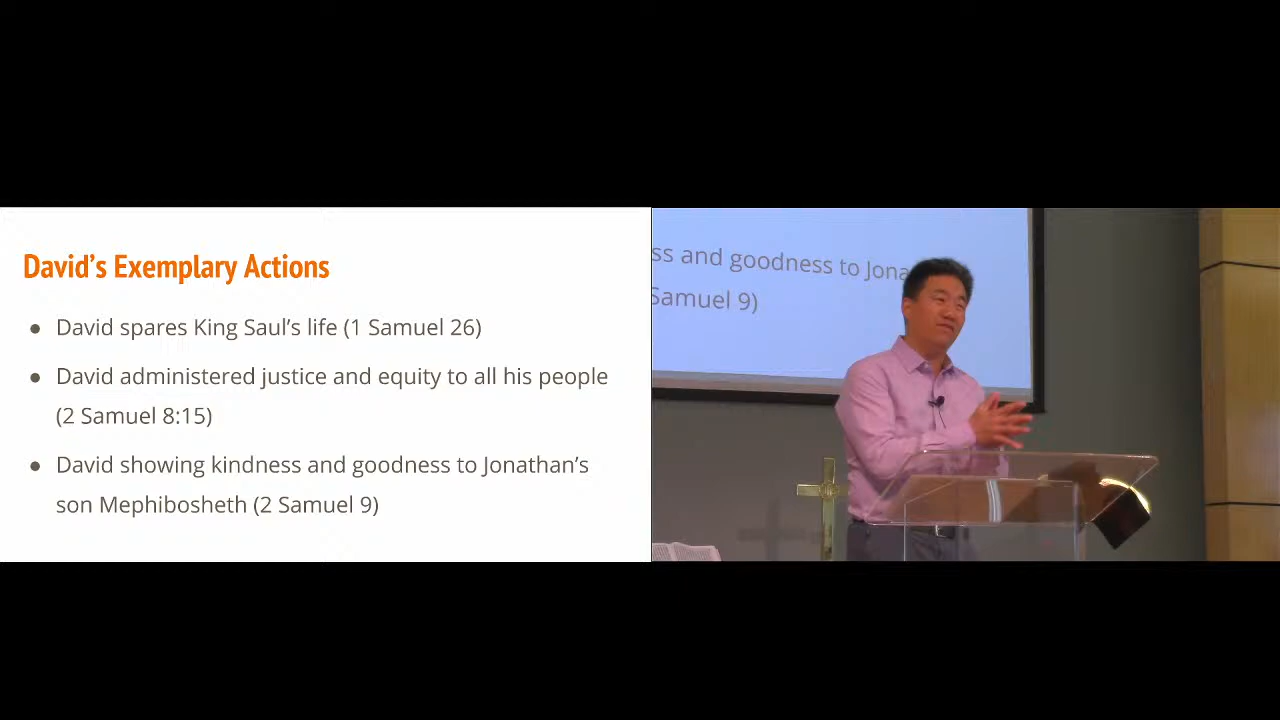 David's Exemplary Actions
● David spares King Saul's life (1 Samuel 26)
● David administered justice and equity to all his people
(2 Samuel 8:15)
● David showing kindness and goodness to Jonathan's
son Mephibosheth (2 Samuel 9)
ss and goodness to Jona
Samuel 9)